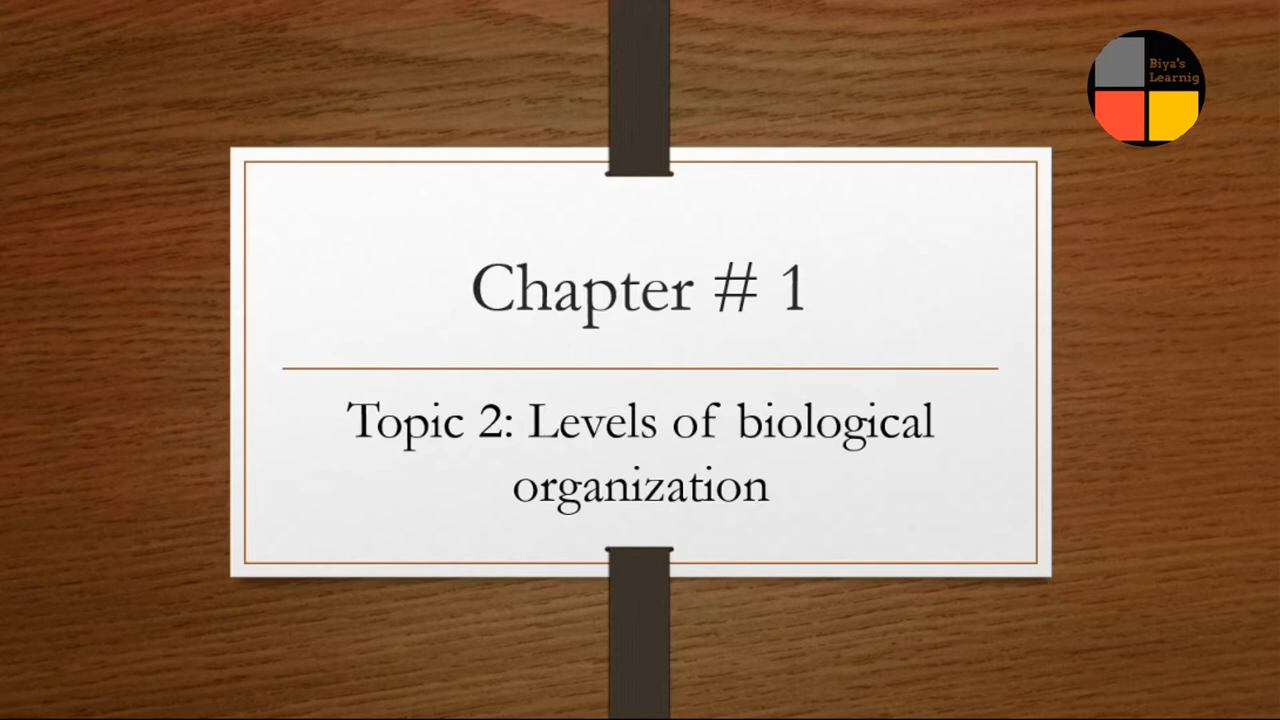 Biya's
Learnig
Chapter # 1
Topic 2: Levels of biological
organization